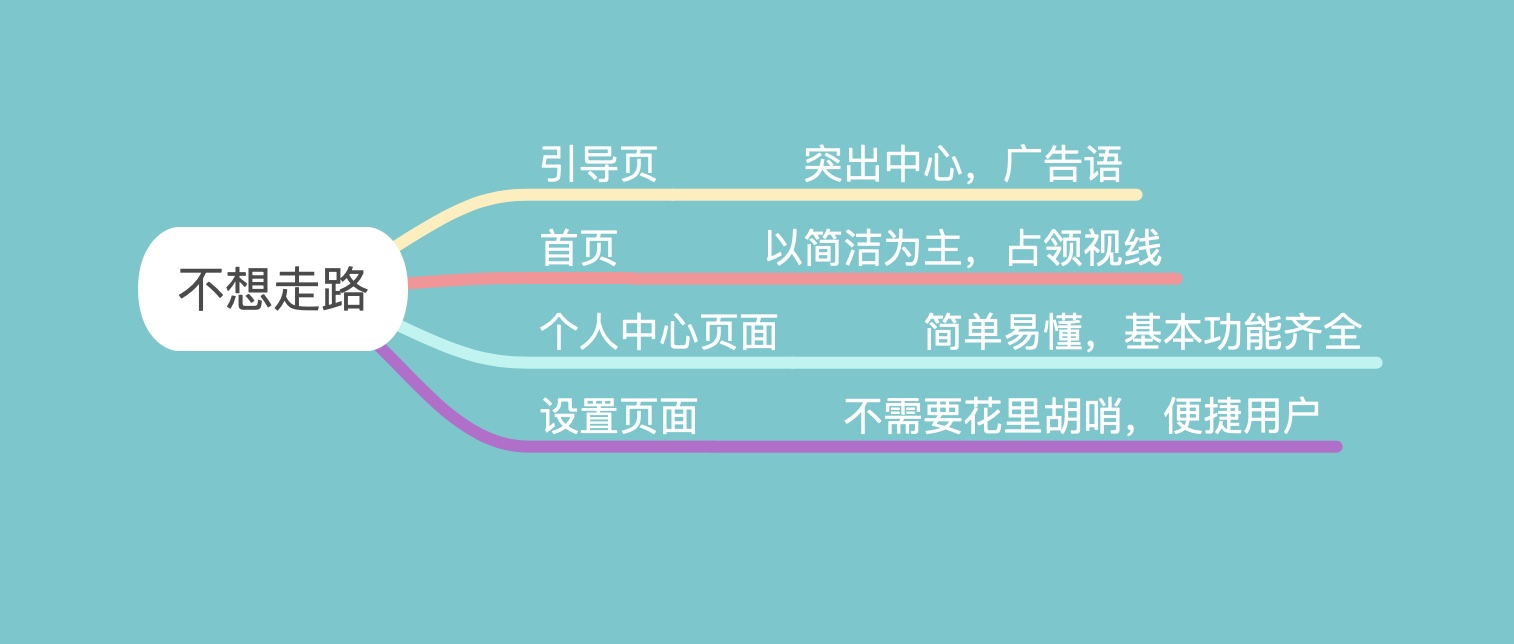 不想走路
引导页 突出中心，广告语
首页 以简洁为主，占领视线
个人中心页面 简单易懂，基本功能齐全
设置页面 不需要花里胡哨，便捷用户